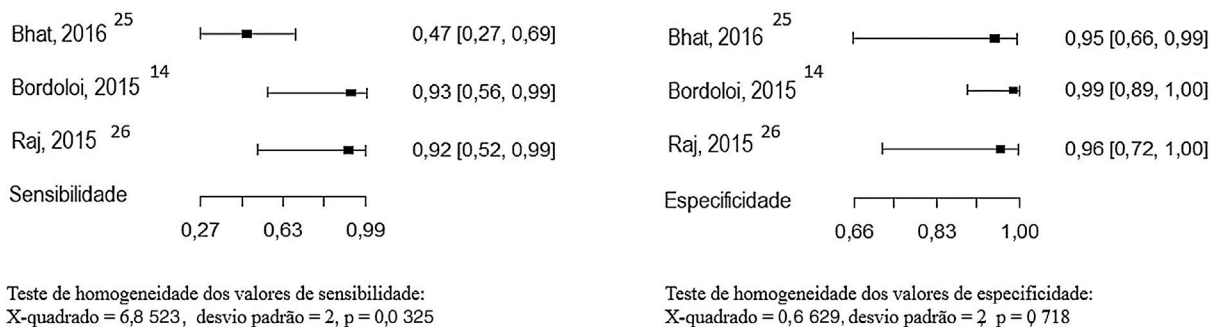 Bhat, 2016 25 0,47 [0,27, 0,69]
Bordoloi, 2015 14 0,93 [0,56, 0,99]
Raj, 2015 26 0,92 [0,52, 0,99]
Sensibilidade
0,27 0,63 0,99
Teste de homogeneidade dos valores de sensibilidade:
X-quadrado = 6,8 523, desvio padrão = 2, p = 0,0 325
Bhat, 2016 25 0,95 [0,66, 0,99]
Bordoloi, 2015 14 0,99 [0,89, 1,00]
Raj, 2015 26 0,96 [0,72, 1,00]
Especificidade
0,66 0,83 1,00
Teste de homogeneidade dos valores de especificidade:
X-quadrado = 0,6 629, desvio padrão = 2, p = 0,718